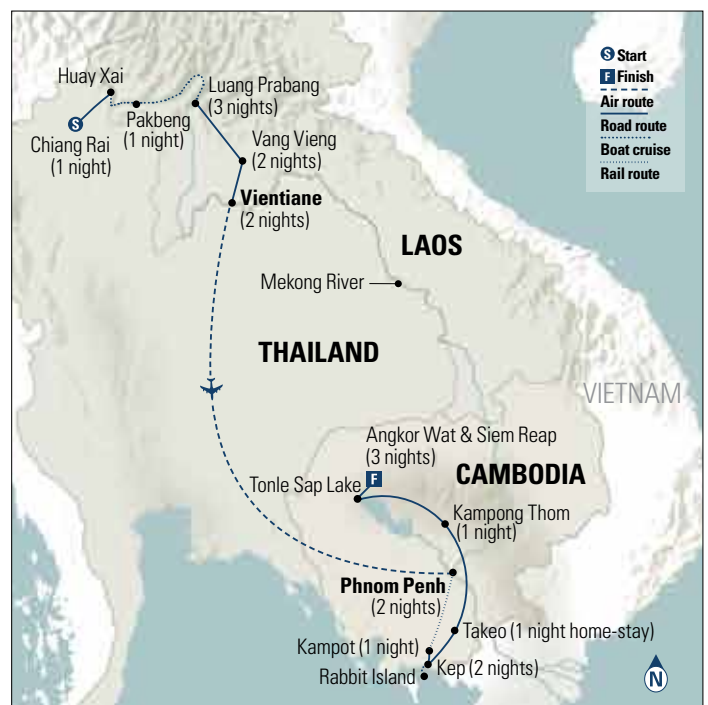 S Start
F Finish
Air route
Road route
Boat cruise
Rail route
Huay Xai
Luang Prabang
(3 nights)
Pakbeng
(1 night)
S
Chiang Rai
(1 night)
Vang Vieng
(2 nights)
Vientiane
(2 nights)
LAOS
Mekong River
THAILAND
VIETNAM
Angkor Wat & Siem Reap
(3 nights)
F
CAMBODIA
Tonle Sap Lake
Kampong Thom
(1 night)
Phnom Penh
(2 nights)
Takeo (1 night home-stay)
Kampot (1 night)
Kep (2 nights)
Rabbit Island
N